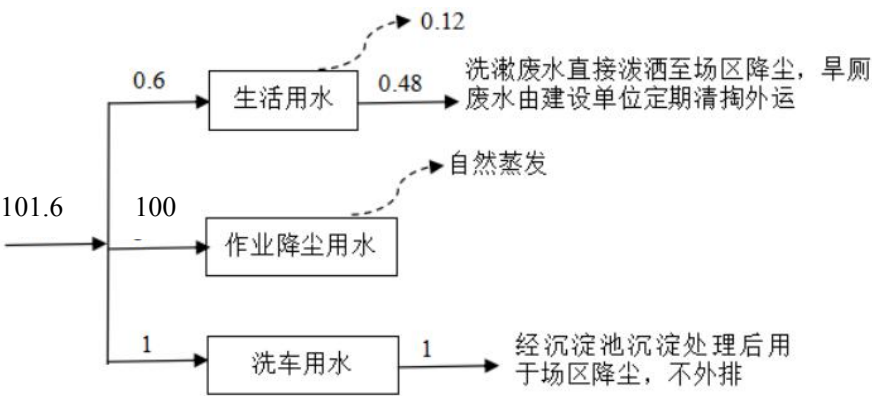 0.12
0.6
生活用水
0.48
洗漱废水直接泼洒至场区降尘，旱厕
废水由建设单位定期清掏外运
自然蒸发
101.6
100
作业降尘用水
1
洗车用水
1
经沉淀池沉淀处理后用
于场区降尘，不外排